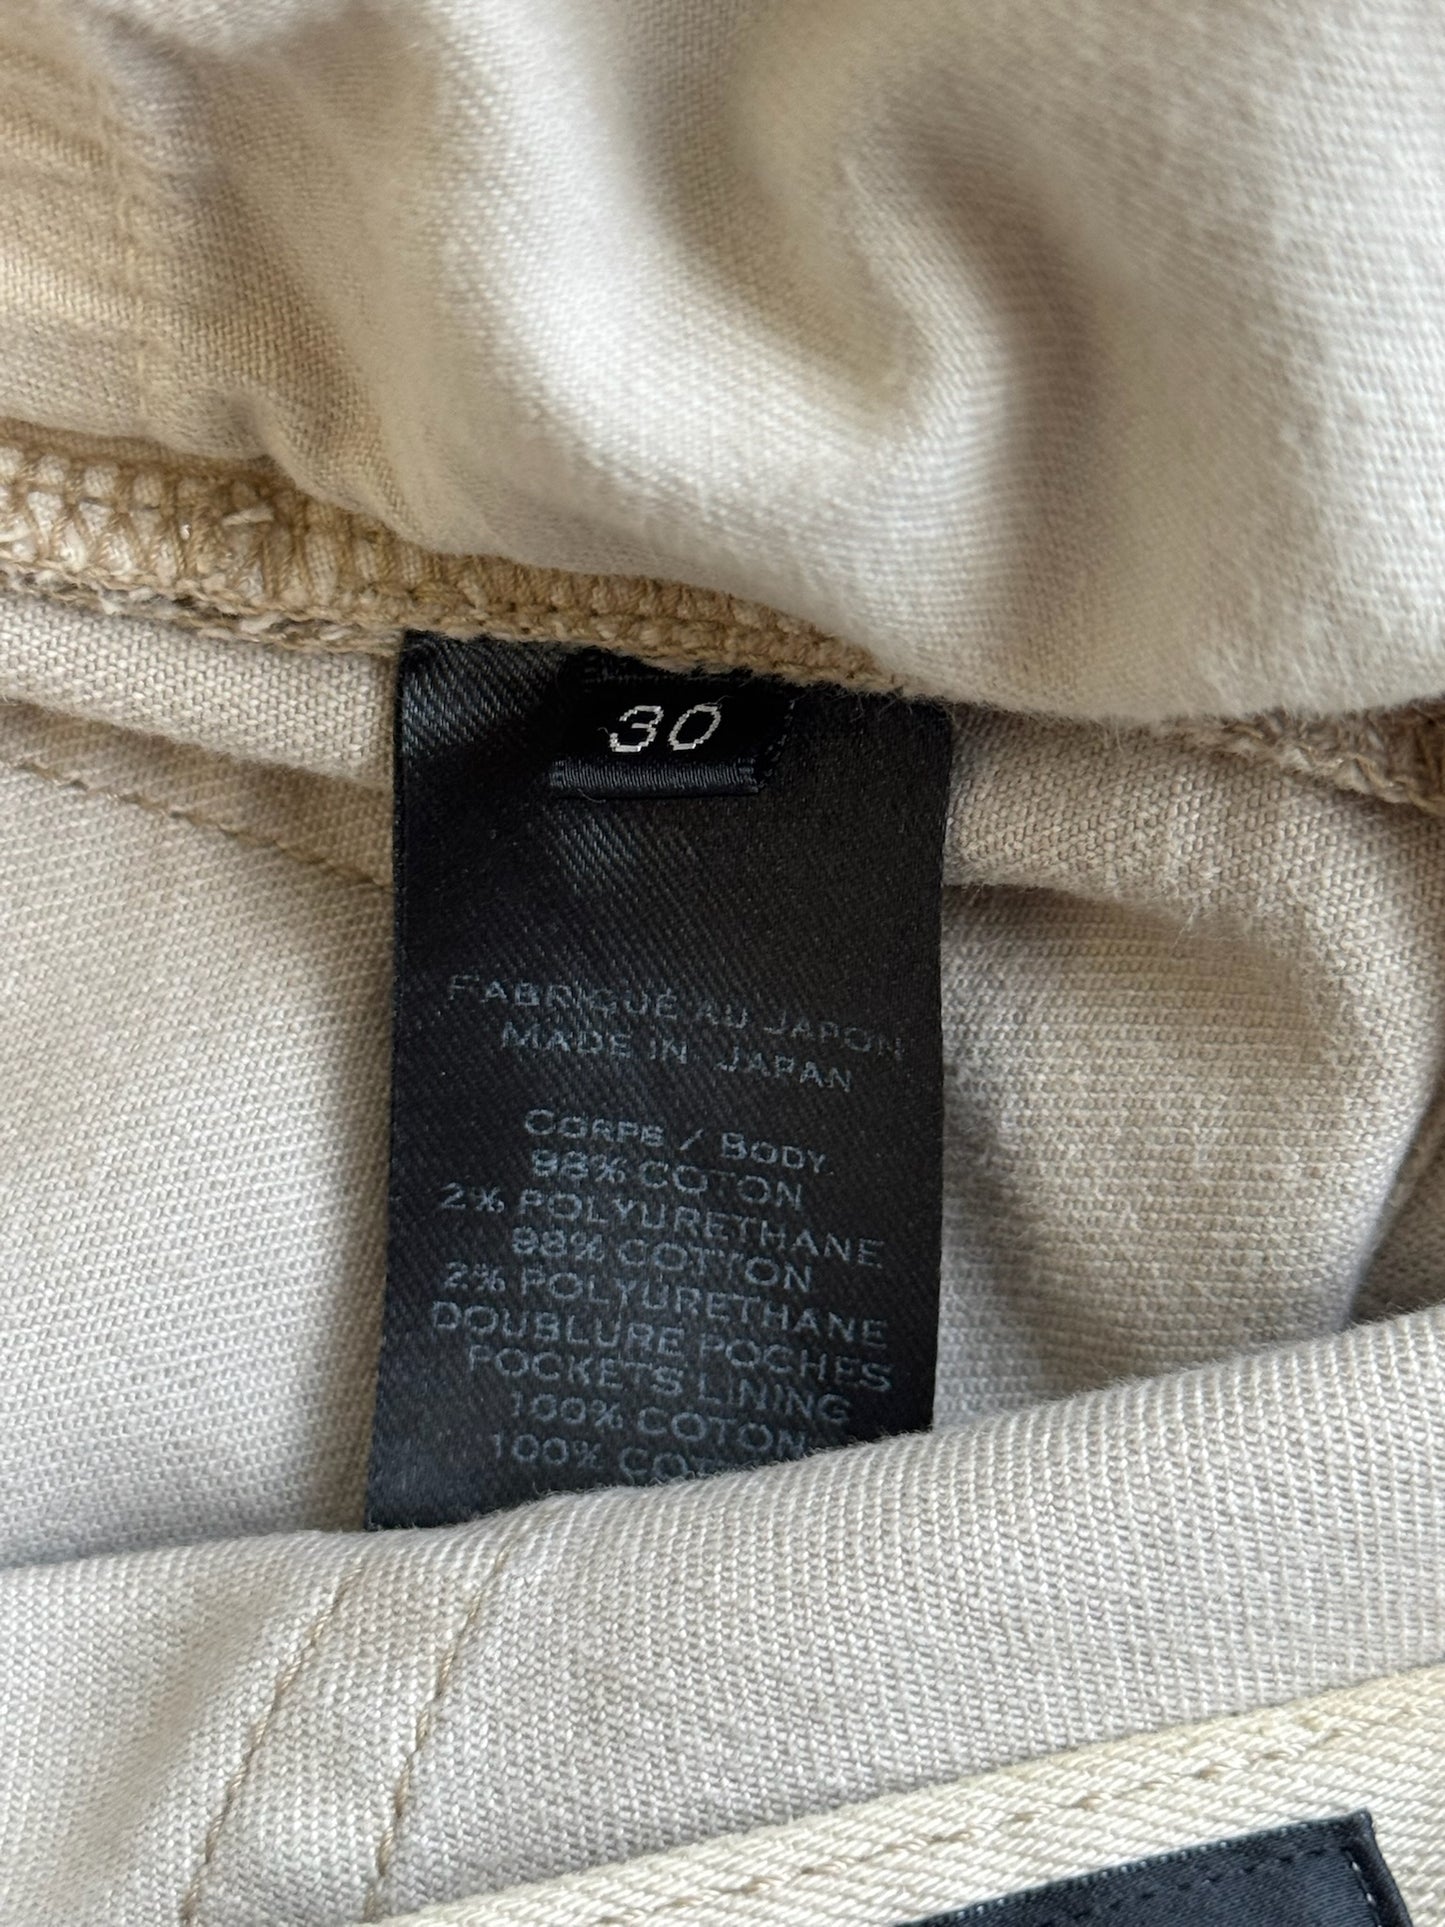 30
FABRIQUÉ AU JAPON
MADE IN JAPAN
CORPS / BODY
98% COTON
2% POLYURETHANE
98% COTTON
2% POLYURETHANE
DOUBLURE POCHES
POCKETS LINING
100% COTON
100%